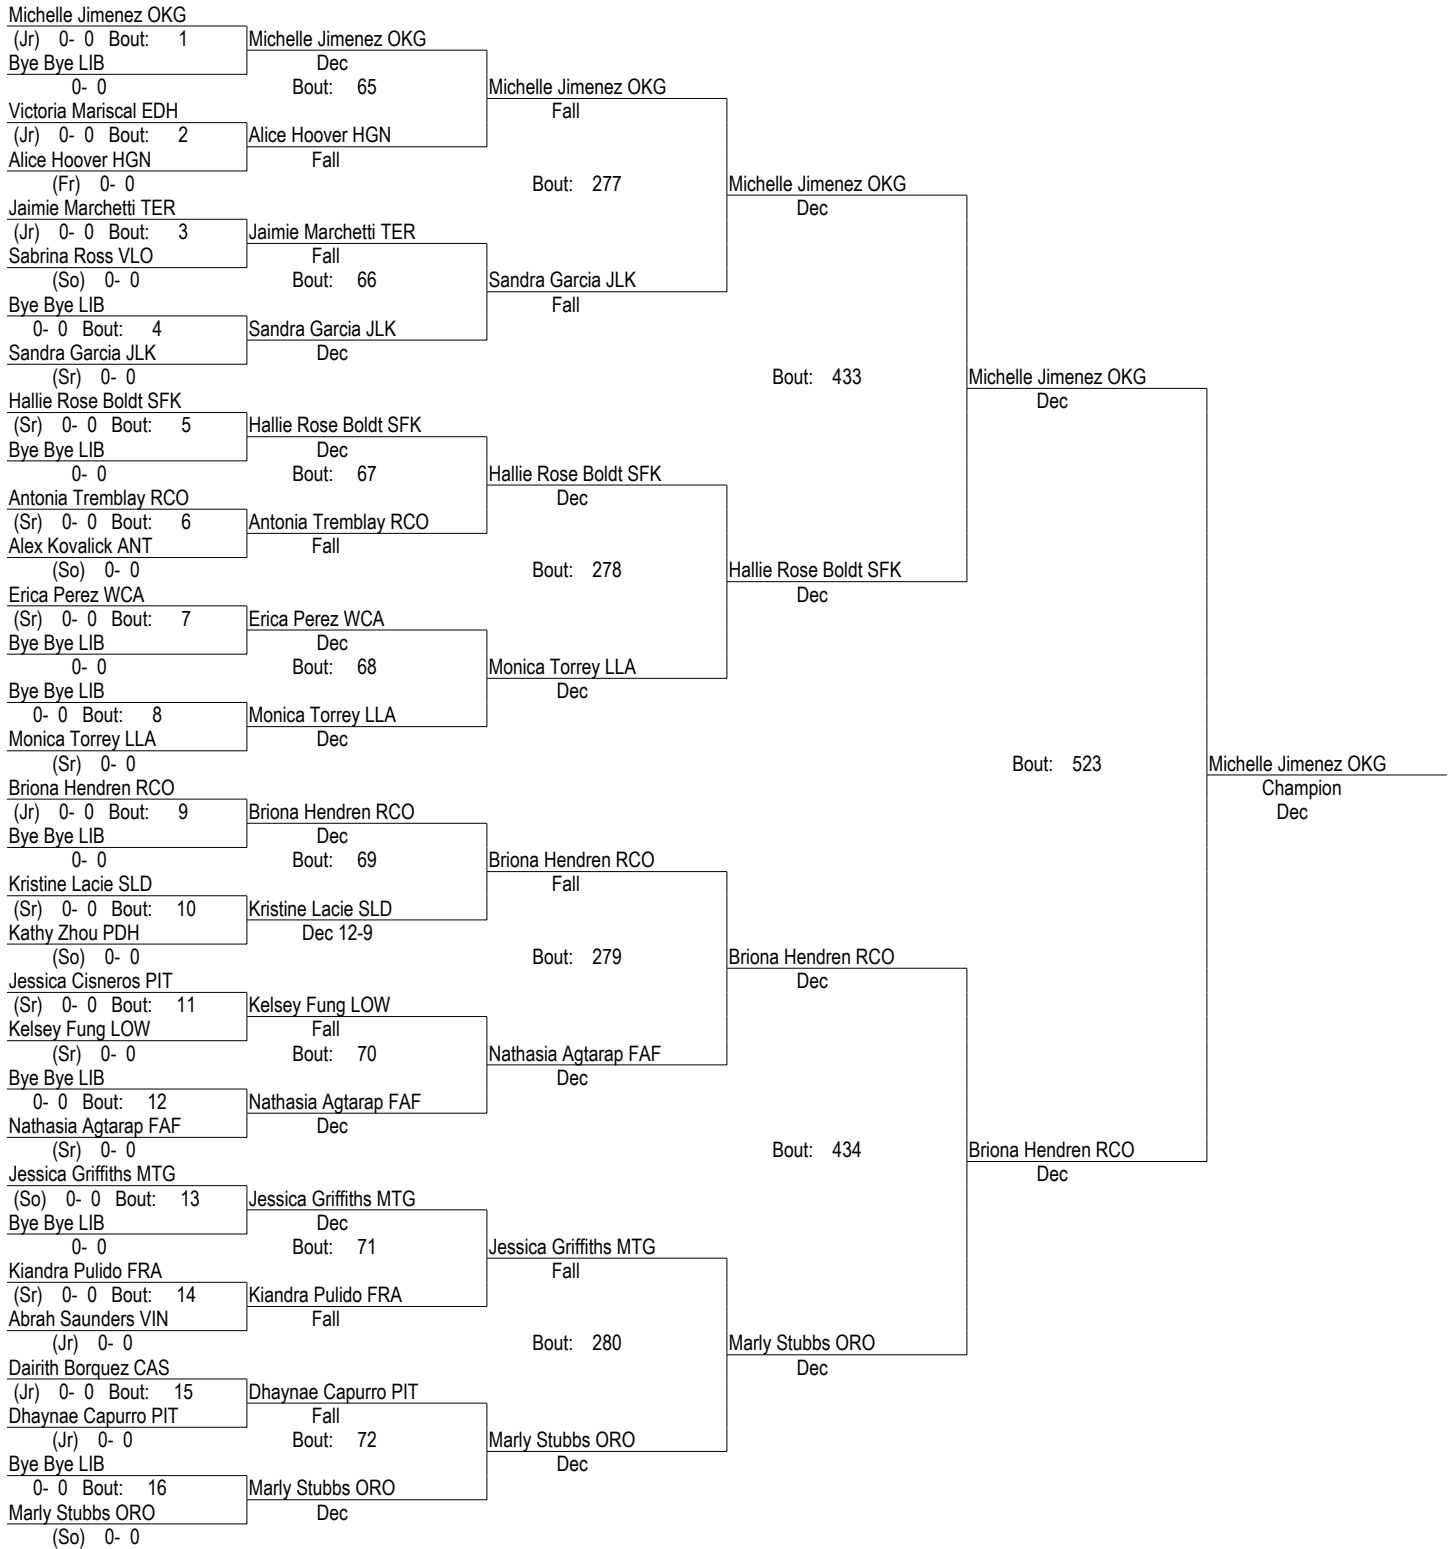 Michelle Jimenez OKG
(Jr) 0- 0 Bout: 1 Michelle Jimenez OKG
Bye Bye LIB Dec
0- 0 Bout: 65 Michelle Jimenez OKG
Victoria Mariscal EDH Fall
(Jr) 0- 0 Bout: 2 Alice Hoover HGN
Alice Hoover HGN Fall
(Fr) 0- 0 Bout: 277 Michelle Jimenez OKG
Jaimie Marchetti TER Dec
(Jr) 0- 0 Bout: 3 Jaimie Marchetti TER
Sabrina Ross VLO Fall
(So) 0- 0 Bout: 66 Sandra Garcia JLK
Bye Bye LIB Fall
0- 0 Bout: 4 Sandra Garcia JLK
Sandra Garcia JLK Dec
(Sr) 0- 0 Bout: 433 Michelle Jimenez OKG
Hallie Rose Boldt SFK Dec
(Sr) 0- 0 Bout: 5 Hallie Rose Boldt SFK
Bye Bye LIB Dec
0- 0 Bout: 67 Hallie Rose Boldt SFK
Antonia Tremblay RCO Dec
(Sr) 0- 0 Bout: 6 Antonia Tremblay RCO
Alex Kovalick ANT Fall
(So) 0- 0 Bout: 278 Hallie Rose Boldt SFK
Erica Perez WCA Dec
(Sr) 0- 0 Bout: 7 Erica Perez WCA
Bye Bye LIB Dec
0- 0 Bout: 68 Monica Torrey LLA
Bye Bye LIB Dec
0- 0 Bout: 8 Monica Torrey LLA
Monica Torrey LLA Dec
(Sr) 0- 0 Bout: 523 Michelle Jimenez OKG
Briona Hendren RCO Champion
(Jr) 0- 0 Bout: 9 Briona Hendren RCO Dec
Bye Bye LIB Dec
0- 0 Bout: 69 Briona Hendren RCO
Kristine Lacie SLD Fall
(Sr) 0- 0 Bout: 10 Kristine Lacie SLD
Kathy Zhou PDH Dec 12-9
(So) 0- 0 Bout: 279 Briona Hendren RCO
Jessica Cisneros PIT Dec
(Sr) 0- 0 Bout: 11 Kelsey Fung LOW
Kelsey Fung LOW Fall
(Sr) 0- 0 Bout: 70 Nathasia Agtarap FAF
Bye Bye LIB Dec
0- 0 Bout: 12 Nathasia Agtarap FAF
Nathasia Agtarap FAF Dec
(Sr) 0- 0 Bout: 434 Briona Hendren RCO
Jessica Griffiths MTG Dec
(So) 0- 0 Bout: 13 Jessica Griffiths MTG
Bye Bye LIB Dec
0- 0 Bout: 71 Jessica Griffiths MTG
Kiandra Pulido FRA Fall
(Sr) 0- 0 Bout: 14 Kiandra Pulido FRA
Abrah Saunders VIN Fall
(Jr) 0- 0 Bout: 280 Marly Stubbs ORO
Dairith Borquez CAS Dec
(Jr) 0- 0 Bout: 15 Dhaynae Capurro PIT
Dhaynae Capurro PIT Fall
(Jr) 0- 0 Bout: 72 Marly Stubbs ORO
Bye Bye LIB Dec
0- 0 Bout: 16 Marly Stubbs ORO
Marly Stubbs ORO Dec
(So) 0- 0